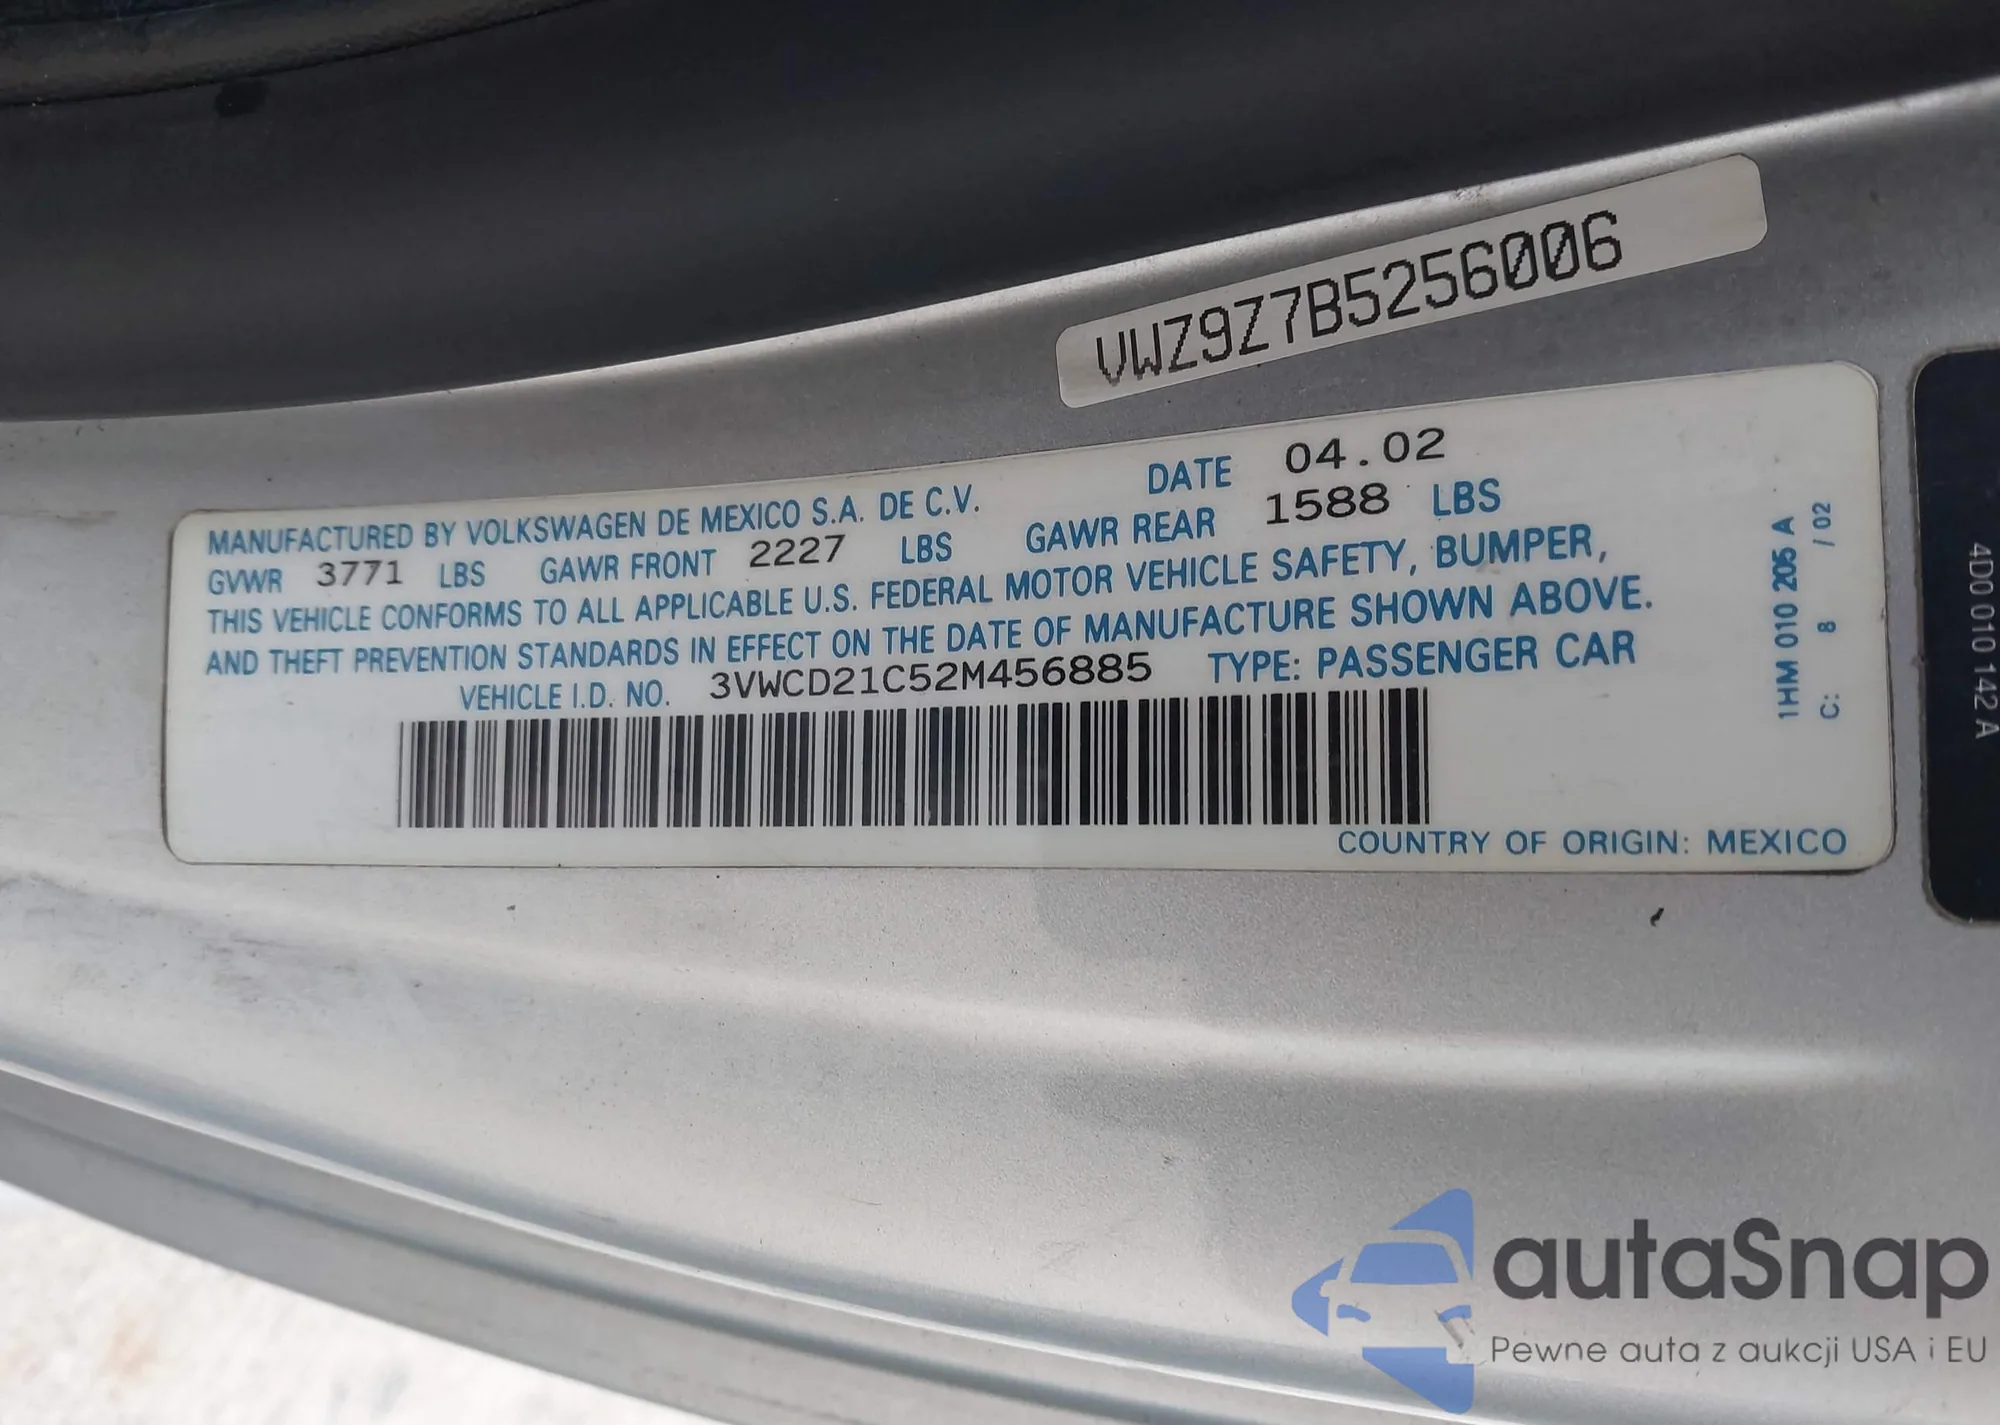 VWZ9Z7B5256006
MANUFACTURED BY VOLKSWAGEN DE MEXICO S.A. DE C.V. DATE 04.02
GVWR 3771 LBS GAWR FRONT 2227 LBS GAWR REAR 1588 LBS
THIS VEHICLE CONFORMS TO ALL APPLICABLE U.S. FEDERAL MOTOR VEHICLE SAFETY, BUMPER,
AND THEFT PREVENTION STANDARDS IN EFFECT ON THE DATE OF MANUFACTURE SHOWN ABOVE.
VEHICLE I.D. NO. 3VWCD21C52M456885 TYPE: PASSENGER CAR
COUNTRY OF ORIGIN: MEXICO
1HM 010 205 A
C: 8 / 02
4D0 010 142 A
autaSnap
Pewne auta z aukcji USA i EU